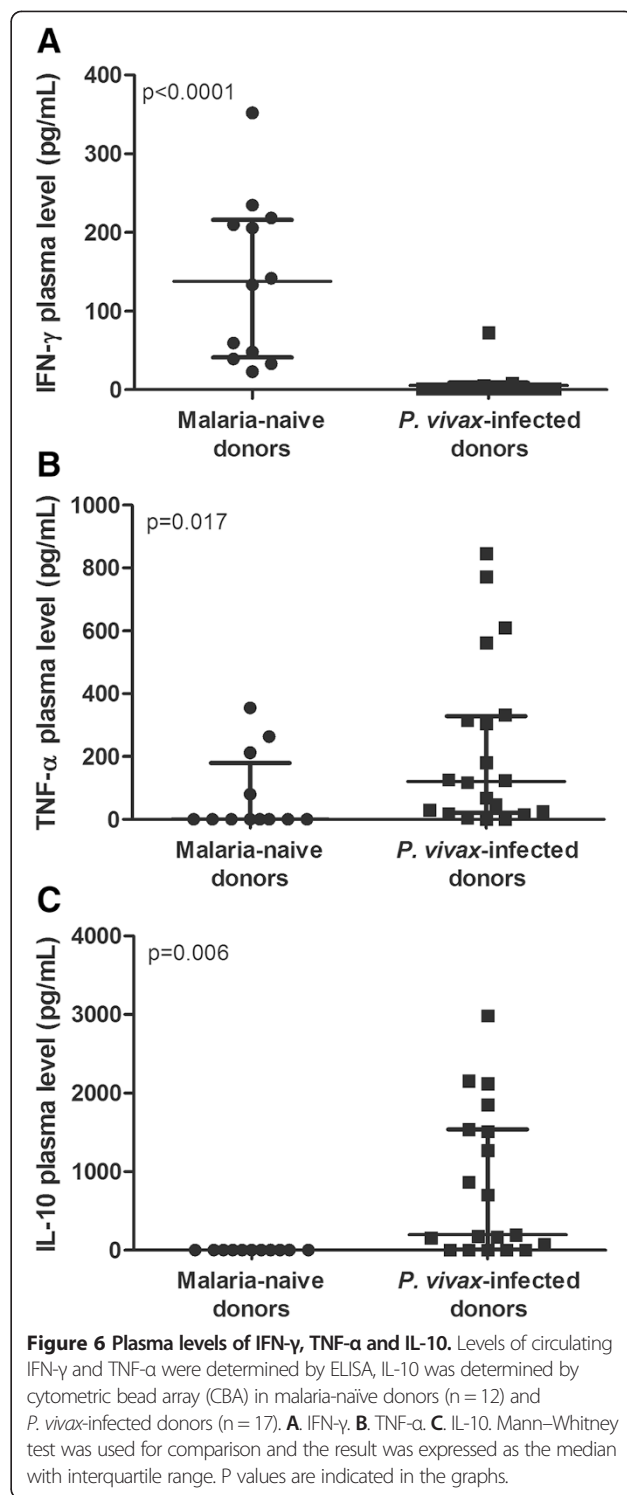 A
IFN-γ plasma level (pg/mL)
400
300
200
100
0
p<0.0001
Malaria-naive donors
P. vivax-infected donors
B
TNF-α plasma level (pg/mL)
1000
800
600
400
200
0
p=0.017
Malaria-naive donors
P. vivax-infected donors
C
IL-10 plasma level (pg/mL)
4000
3000
2000
1000
0
p=0.006
Malaria-naive donors
P. vivax-infected donors
Figure 6 Plasma levels of IFN-γ, TNF-α and IL-10. Levels of circulating
IFN-γ and TNF-α were determined by ELISA, IL-10 was determined by
cytometric bead array (CBA) in malaria-naïve donors (n = 12) and
P. vivax-infected donors (n = 17). A. IFN-γ. B. TNF-α. C. IL-10. Mann–Whitney
test was used for comparison and the result was expressed as the median
with interquartile range. P values are indicated in the graphs.